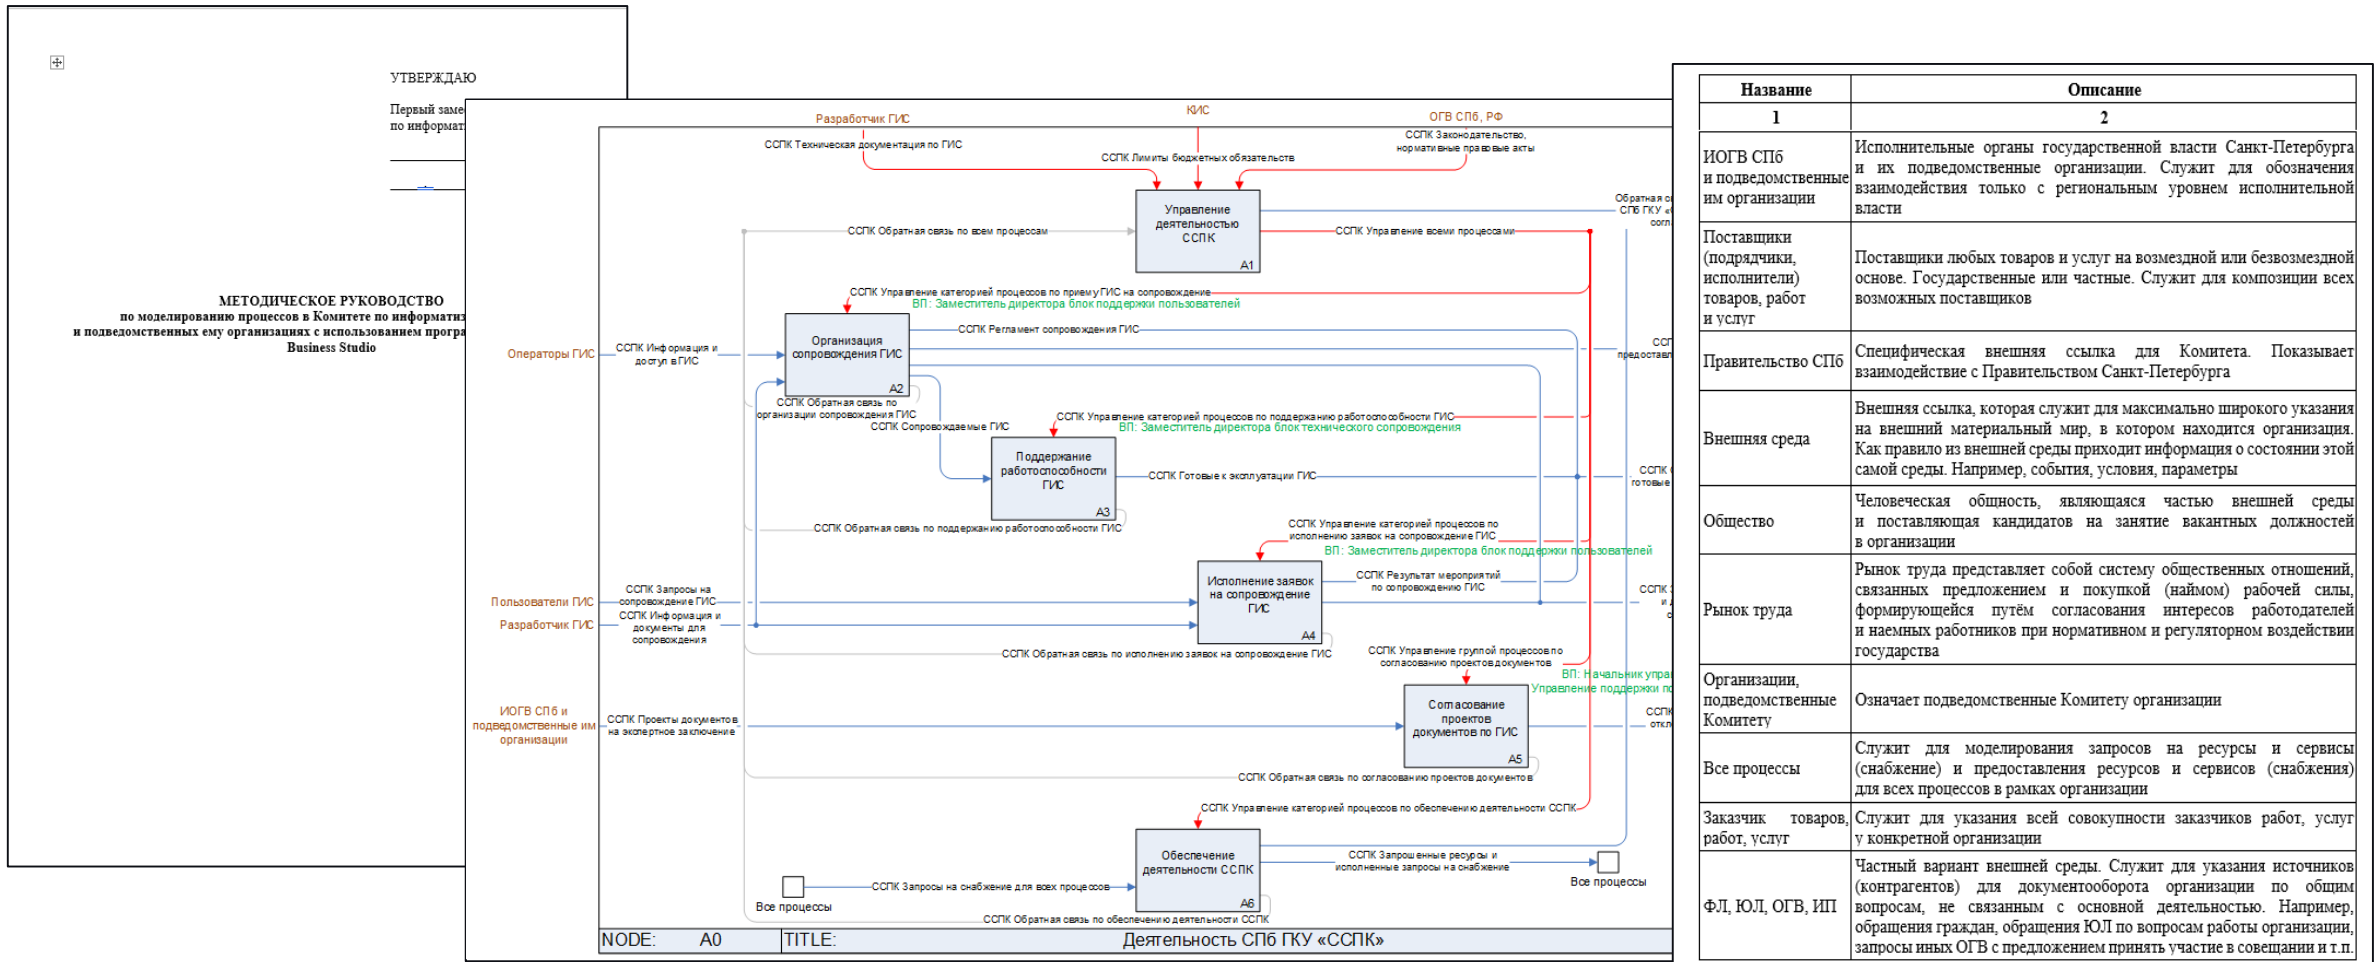 УТВЕРЖДАЮ
Первый
по
МЕТОДИЧЕСКОЕ РУКОВОДСТВО
по моделированию процессов в Комитете по
и подведомственных ему организациях с использованием
Business Studio
Разработчик ГИС
КИС
ОГВ СПб, РФ
ССПК Техническая документация по ГИС
ССПК Лимиты бюджетных обязательств
ССПК Законодательство,
нормативные правовые акты
Управление
деятельностью
ССПК
А1
Обратная
СПб ГКУ
ССПК Обратная связь по всем процессам
ССПК Управление всеми процессами
ССПК Управление категорией процессов по приему ГИС на сопровождение
ВП: Заместитель директора блок поддержки пользователей
Операторы ГИС
ССПК Информация и
доступ в ГИС
Организация
сопровождения ГИС
А2
ССПК Регламент сопровождения ГИС
ССПК Обратная связь по
организации сопровождения ГИС
ССПК Сопровождаемые ГИС
ССПК Управление категорией процессов по поддержанию работоспособности ГИС
ВП: Заместитель директора блок технического сопровождения
Поддержание
работоспособности
ГИС
А3
ССПК Готовые к эксплуатации ГИС
готовые
ССПК Обратная связь по поддержанию работоспособности ГИС
ССПК Управление категорией процессов по
исполнению заявок на сопровождение ГИС
ВП: Заместитель директора блок поддержки пользователей
Исполнение заявок
на сопровождение
ГИС
А4
ССПК Результат мероприятий
по сопровождению ГИС
ССПК
и
Пользователи ГИС
ССПК Запросы на
сопровождение ГИС
Разработчик ГИС
ССПК Информация и
документы для
сопровождения
ССПК Обратная связь по исполнению заявок на сопровождение ГИС
ССПК Управление группой процессов по
согласованию проектов документов
ВП: Начальник
Управление поддержки
ИОГВ СПб и
подведомственные им
организации
ССПК Проекты документов
на экспертное заключение
Согласование
проектов
документов по ГИС
А5
ССПК
ССПК Обратная связь по согласованию проектов документов
ССПК Управление категорией процессов по обеспечению деятельности ССПК
Обеспечение
деятельности ССПК
А6
ССПК Запрошенные ресурсы и
исполненные запросы на снабжение
Все процессы
ССПК Запросы на снабжение для всех процессов
Все процессы
ССПК Обратная связь по обеспечению деятельности ССПК
NODE: А0 TITLE: Деятельность СПб ГКУ «ССПК»
Название Описание
1 2
ИОГВ СПб
и подведомственные
им организации
Исполнительные органы государственной власти Санкт-Петербурга
и их подведомственные организации. Служит для обозначения
взаимодействия только с региональным уровнем исполнительной
власти
Поставщики
(подрядчики,
исполнители)
товаров, работ
и услуг
Поставщики любых товаров и услуг на возмездной или безвозмездной
основе. Государственные или частные. Служит для композиции всех
возможных поставщиков
Правительство СПб
Специфическая внешняя ссылка для Комитета. Показывает
взаимодействие с Правительством Санкт-Петербурга
Внешняя среда
Внешняя ссылка, которая служит для максимально широкого указания
на внешний материальный мир, в котором находится организация.
Как правило из внешней среды приходит информация о состоянии этой
самой среды. Например, события, условия, параметры
Общество
Человеческая общность, являющаяся частью внешней среды
и поставляющая кандидатов на занятие вакантных должностей
в организации
Рынок труда
Рынок труда представляет собой систему общественных отношений,
связанных предложением и покупкой (наймом) рабочей силы,
формирующейся путём согласования интересов работодателей
и наемных работников при нормативном и регуляторном воздействии
государства
Организации,
подведомственные
Комитету
Означает подведомственные Комитету организации
Все процессы
Служит для моделирования запросов на ресурсы и сервисы
(снабжение) и предоставления ресурсов и сервисов (снабжения)
для всех процессов в рамках организации
Заказчик товаров,
работ, услуг
Служит для указания всей совокупности заказчиков работ, услуг
у конкретной организации
ФЛ, ЮЛ, ОГВ, ИП
Частный вариант внешней среды. Служит для указания источников
(контрагентов) для документооборота организации по общим
вопросам, не связанным с основной деятельностью. Например,
обращения граждан, обращения ЮЛ по вопросам работы организации,
запросы иных ОГВ с предложением принять участие в совещании и т.п.